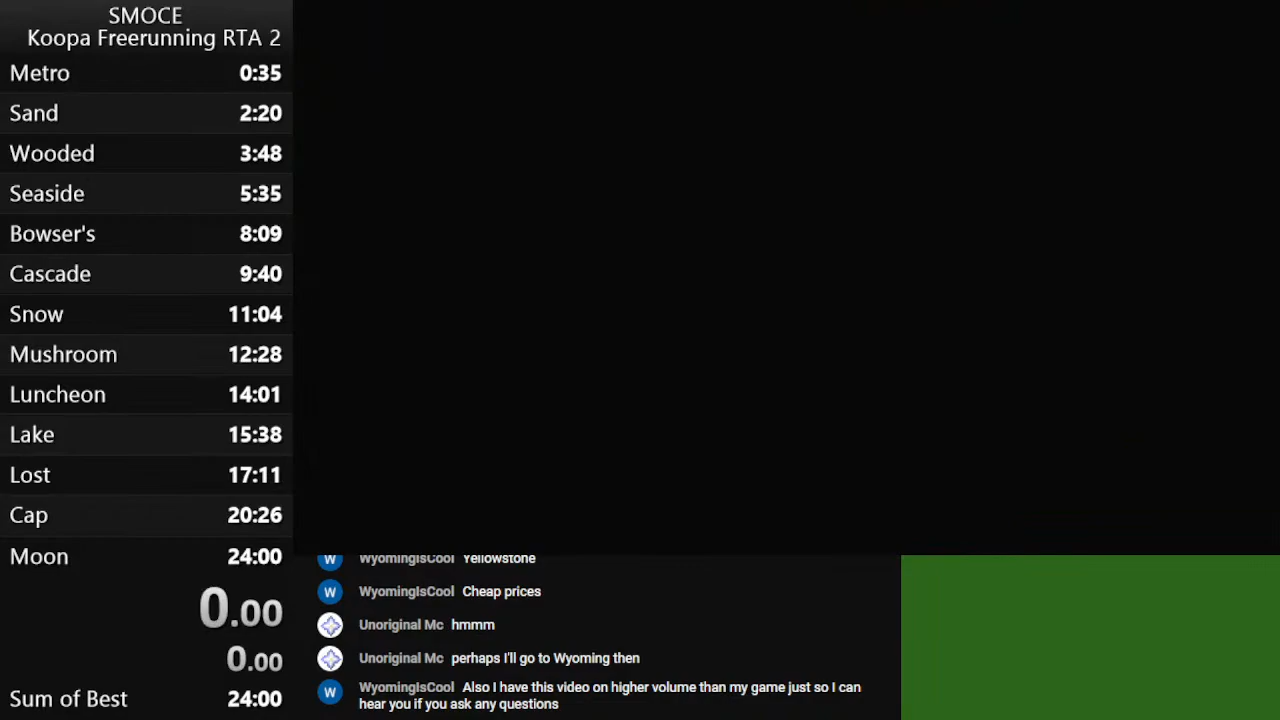 SMOCE
Koopa Freerunning RTA 2
Metro 0:35
Sand 2:20
Wooded 3:48
Seaside 5:35
Bowser's 8:09
Cascade 9:40
Snow 11:04
Mushroom 12:28
Luncheon 14:01
Lake 15:38
Lost 17:11
Cap 20:26
Moon 24:00
0.00
0.00
Sum of Best 24:00
W WyomingIsCool Yellowstone
W WyomingIsCool Cheap prices
Unoriginal Mc hmmm
Unoriginal Mc perhaps I'll go to Wyoming then
W WyomingIsCool Also I have this video on higher volume than my game just so I can
hear you if you ask any questions